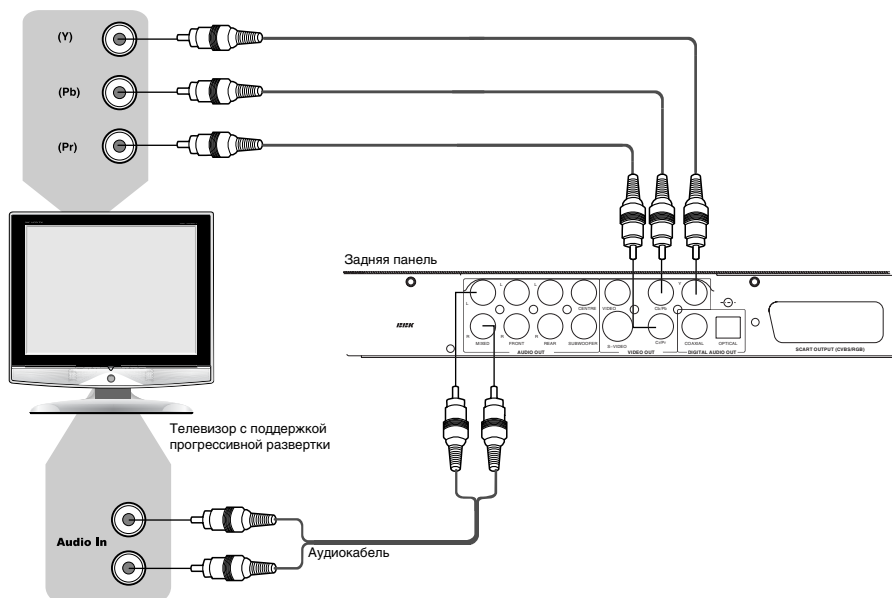 (Y)
(Pb)
(Pr)
Задняя панель
L
L
L
CENTRE
VIDEO
Cb/Pb
Y
BBK
R
MIXED
R
FRONT
R
REAR
SUBWOOFER
S-VIDEO
Cr/Pr
COAXIAL
OPTICAL
AUDIO OUT
VIDEO OUT
DIGITAL AUDIO OUT
SCART OUTPUT (CVBS/RGB)
Телевизор с поддержкой
прогрессивной развертки
Audio In
Аудиокабель